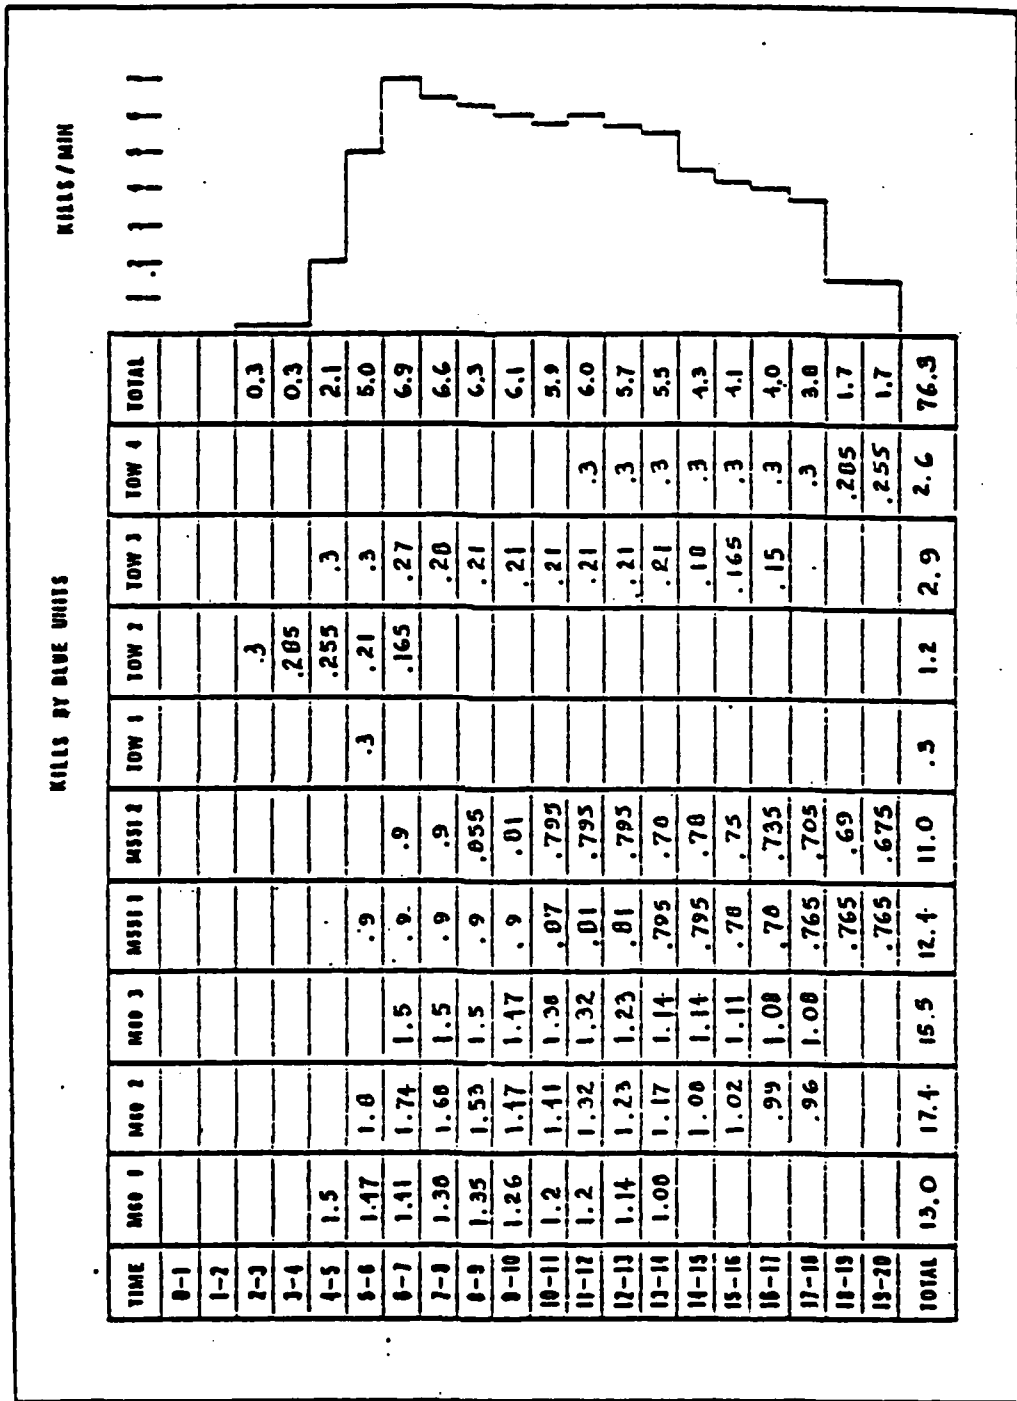 KILLS BY BLUE UNITS
KILLS/MIN
TIME M60 1 M60 2 M60 3 MSSI 1 MSSI 2 TOW 1 TOW 2 TOW 3 TOW 4 TOTAL 1 2 3 4 5 6 7
0-1
1-2
2-3 .3 0.3
3-4 .285 0.3
4-5 1.5 .255 .3 2.1
5-6 1.47 1.8 .9 .3 .21 .3 5.0
6-7 1.41 1.74 1.5 .9 .9 .165 .27 6.9
7-8 1.38 1.68 1.5 .9 .9 .28 6.6
8-9 1.35 1.53 1.5 .9 .855 .21 6.3
9-10 1.26 1.47 1.47 .9 .81 .21 6.1
10-11 1.2 1.41 1.38 .87 .795 .21 5.9
11-12 1.2 1.32 1.32 .81 .795 .21 .3 6.0
12-13 1.14 1.23 1.23 .81 .795 .21 .3 5.7
13-14 1.08 1.17 1.14 .795 .78 .21 .3 5.5
14-15 1.08 1.14 .795 .78 .18 .3 4.3
15-16 1.02 1.11 .78 .75 .165 .3 4.1
16-17 .99 1.08 .78 .735 .15 .3 4.0
17-18 .96 1.08 .765 .705 .3 3.8
18-19 .765 .69 .285 1.7
19-20 .765 .675 .255 1.7
TOTAL 13.0 17.4 15.5 12.4 11.0 .3 1.2 2.9 2.6 76.3